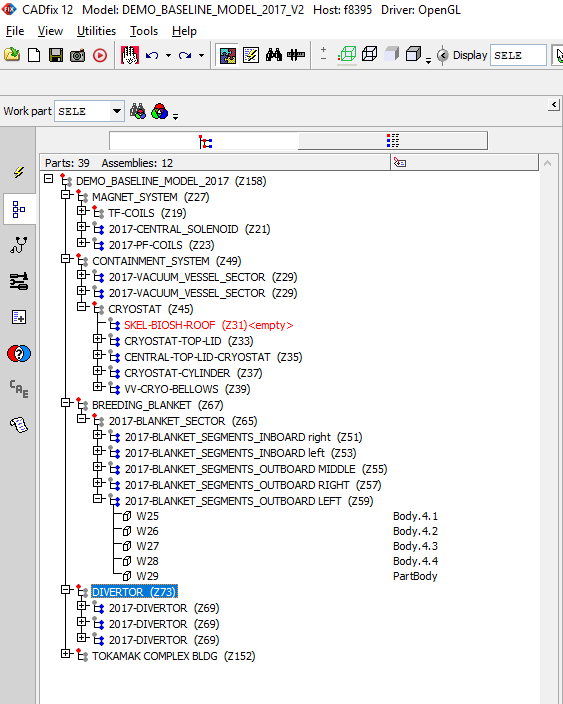 FIX CADfix 12 Model: DEMO_BASELINE_MODEL_2017_V2 Host: f8395 Driver: OpenGL
File View Utilities Tools Help
Display SELE
Work part SELE
Parts: 39 Assemblies: 12
DEMO_BASELINE_MODEL_2017 (Z158)
MAGNET_SYSTEM (Z27)
TF-COILS (Z19)
2017-CENTRAL_SOLENOID (Z21)
2017-PF-COILS (Z23)
CONTAINMENT_SYSTEM (Z49)
2017-VACUUM_VESSEL_SECTOR (Z29)
2017-VACUUM_VESSEL_SECTOR (Z29)
CRYOSTAT (Z45)
SKEL-BIOSH-ROOF (Z31)<empty>
CRYOSTAT-TOP-LID (Z33)
CENTRAL-TOP-LID-CRYOSTAT (Z35)
CRYOSTAT-CYLINDER (Z37)
VV-CRYO-BELLOWS (Z39)
BREEDING_BLANKET (Z67)
2017-BLANKET_SECTOR (Z65)
2017-BLANKET_SEGMENTS_INBOARD right (Z51)
2017-BLANKET_SEGMENTS_INBOARD left (Z53)
2017-BLANKET_SEGMENTS_OUTBOARD MIDDLE (Z55)
2017-BLANKET_SEGMENTS_OUTBOARD RIGHT (Z57)
2017-BLANKET_SEGMENTS_OUTBOARD LEFT (Z59)
W25 Body.4.1
W26 Body.4.2
W27 Body.4.3
W28 Body.4.4
W29 PartBody
DIVERTOR (Z73)
2017-DIVERTOR (Z69)
2017-DIVERTOR (Z69)
2017-DIVERTOR (Z69)
TOKAMAK COMPLEX BLDG (Z152)
CAE